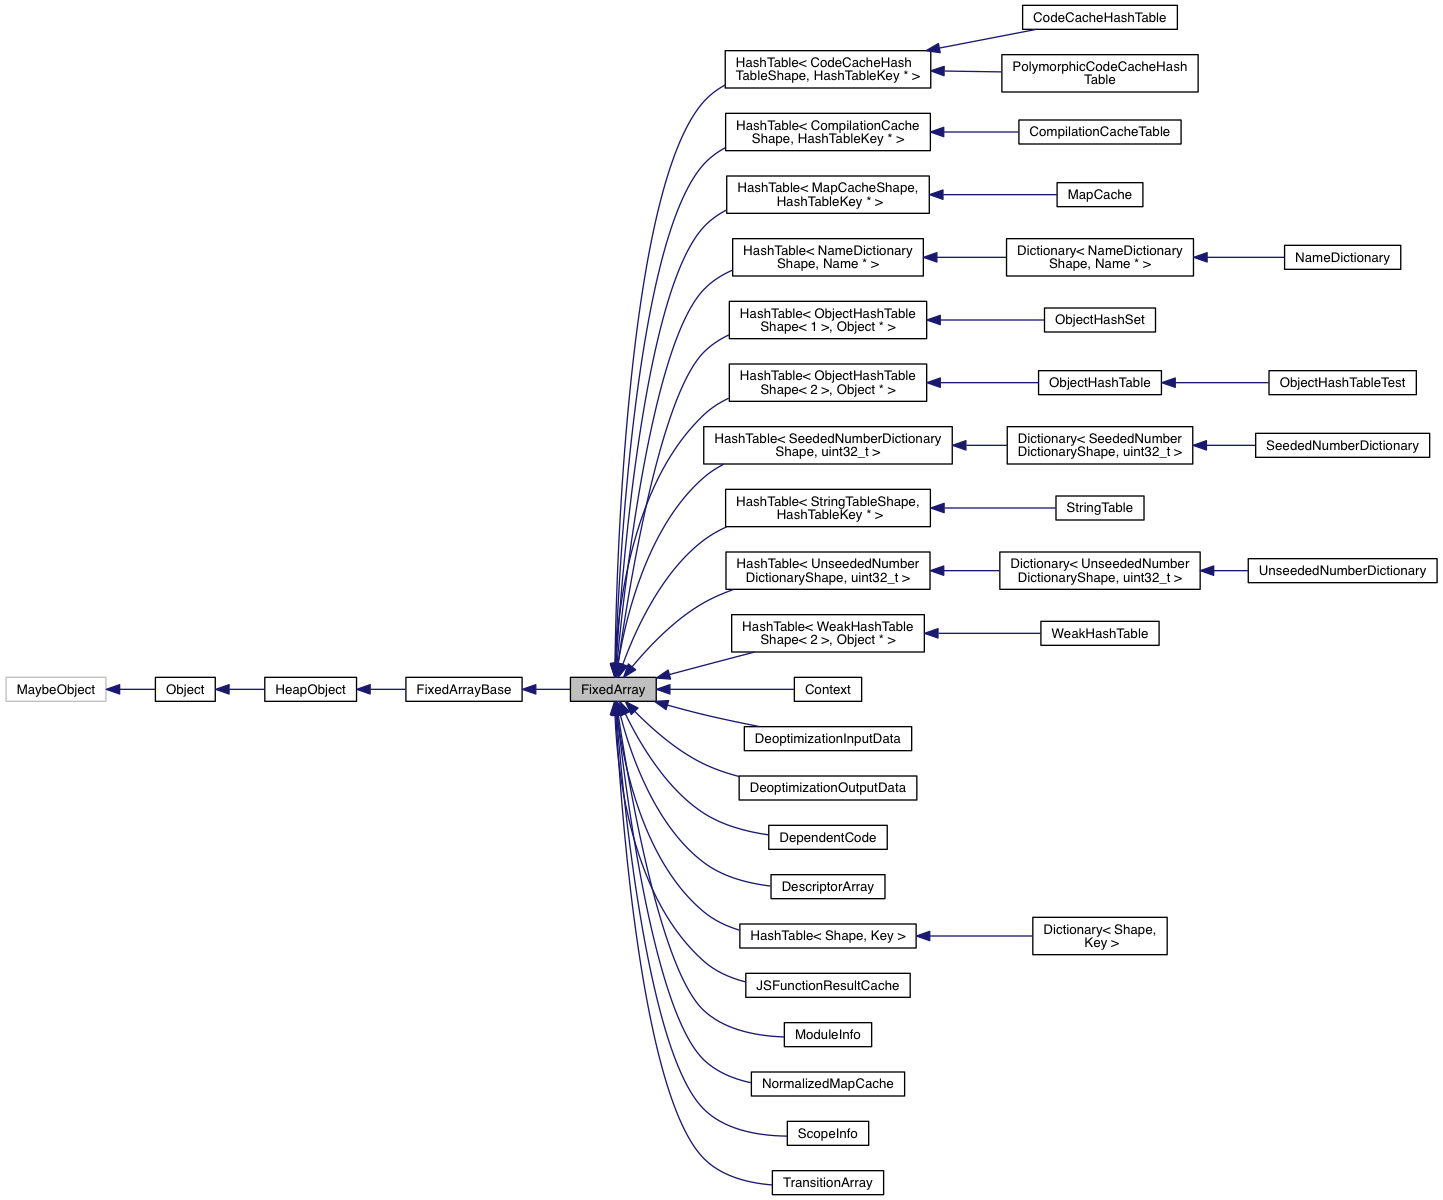 CodeCacheHashTable
HashTable< CodeCacheHash
TableShape, HashTableKey * >
PolymorphicCodeCacheHash
Table
HashTable< CompilationCache
Shape, HashTableKey * >
CompilationCacheTable
HashTable< MapCacheShape,
HashTableKey * >
MapCache
HashTable< NameDictionary
Shape, Name * >
Dictionary< NameDictionary
Shape, Name * >
NameDictionary
HashTable< ObjectHashTable
Shape< 1 >, Object * >
ObjectHashSet
HashTable< ObjectHashTable
Shape< 2 >, Object * >
ObjectHashTable
ObjectHashTableTest
HashTable< SeededNumberDictionary
Shape, uint32_t >
Dictionary< SeededNumber
DictionaryShape, uint32_t >
SeededNumberDictionary
HashTable< StringTableShape,
HashTableKey * >
StringTable
HashTable< UnseededNumber
DictionaryShape, uint32_t >
Dictionary< UnseededNumber
DictionaryShape, uint32_t >
UnseededNumberDictionary
HashTable< WeakHashTable
Shape< 2 >, Object * >
WeakHashTable
MaybeObject
Object
HeapObject
FixedArrayBase
FixedArray
Context
DeoptimizationInputData
DeoptimizationOutputData
DependentCode
DescriptorArray
HashTable< Shape, Key >
Dictionary< Shape,
Key >
JSFunctionResultCache
ModuleInfo
NormalizedMapCache
ScopeInfo
TransitionArray